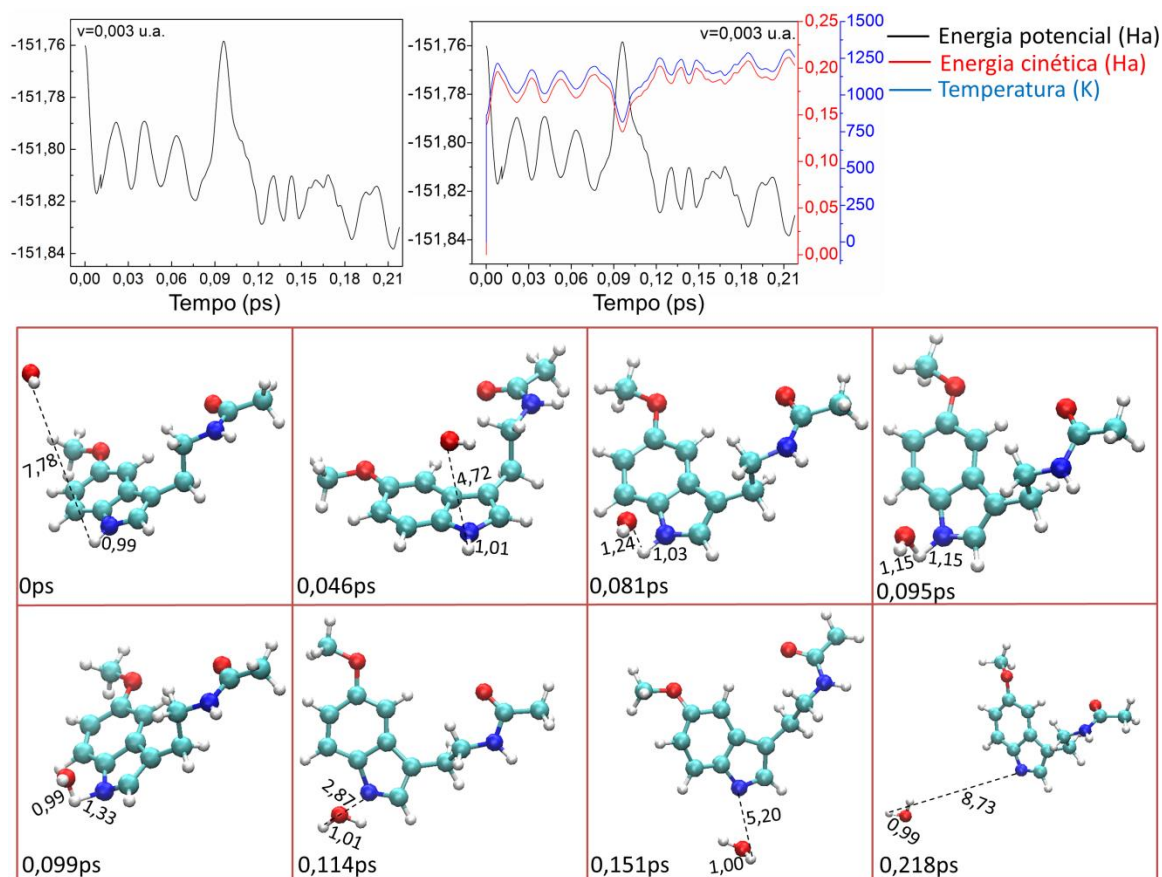 v=0,003 u.a.
-151,76
-151,78
-151,80
-151,82
-151,84
0,00 0,03 0,06 0,09 0,12 0,15 0,18 0,21
Tempo (ps)
v=0,003 u.a.
-151,76
-151,78
-151,80
-151,82
-151,84
0,00 0,03 0,06 0,09 0,12 0,15 0,18 0,21
Tempo (ps)
0,25
0,20
0,15
0,10
0,05
0,00
1500
1250
1000
750
500
250
0
Energia potencial (Ha)
Energia cinética (Ha)
Temperatura (K)
7,78
0,99
0ps
4,72
1,01
0,046ps
1,24
1,03
0,081ps
1,15
1,15
0,095ps
0,99
1,33
0,099ps
2,87
1,01
0,114ps
5,20
1,00
0,151ps
8,73
0,99
0,218ps